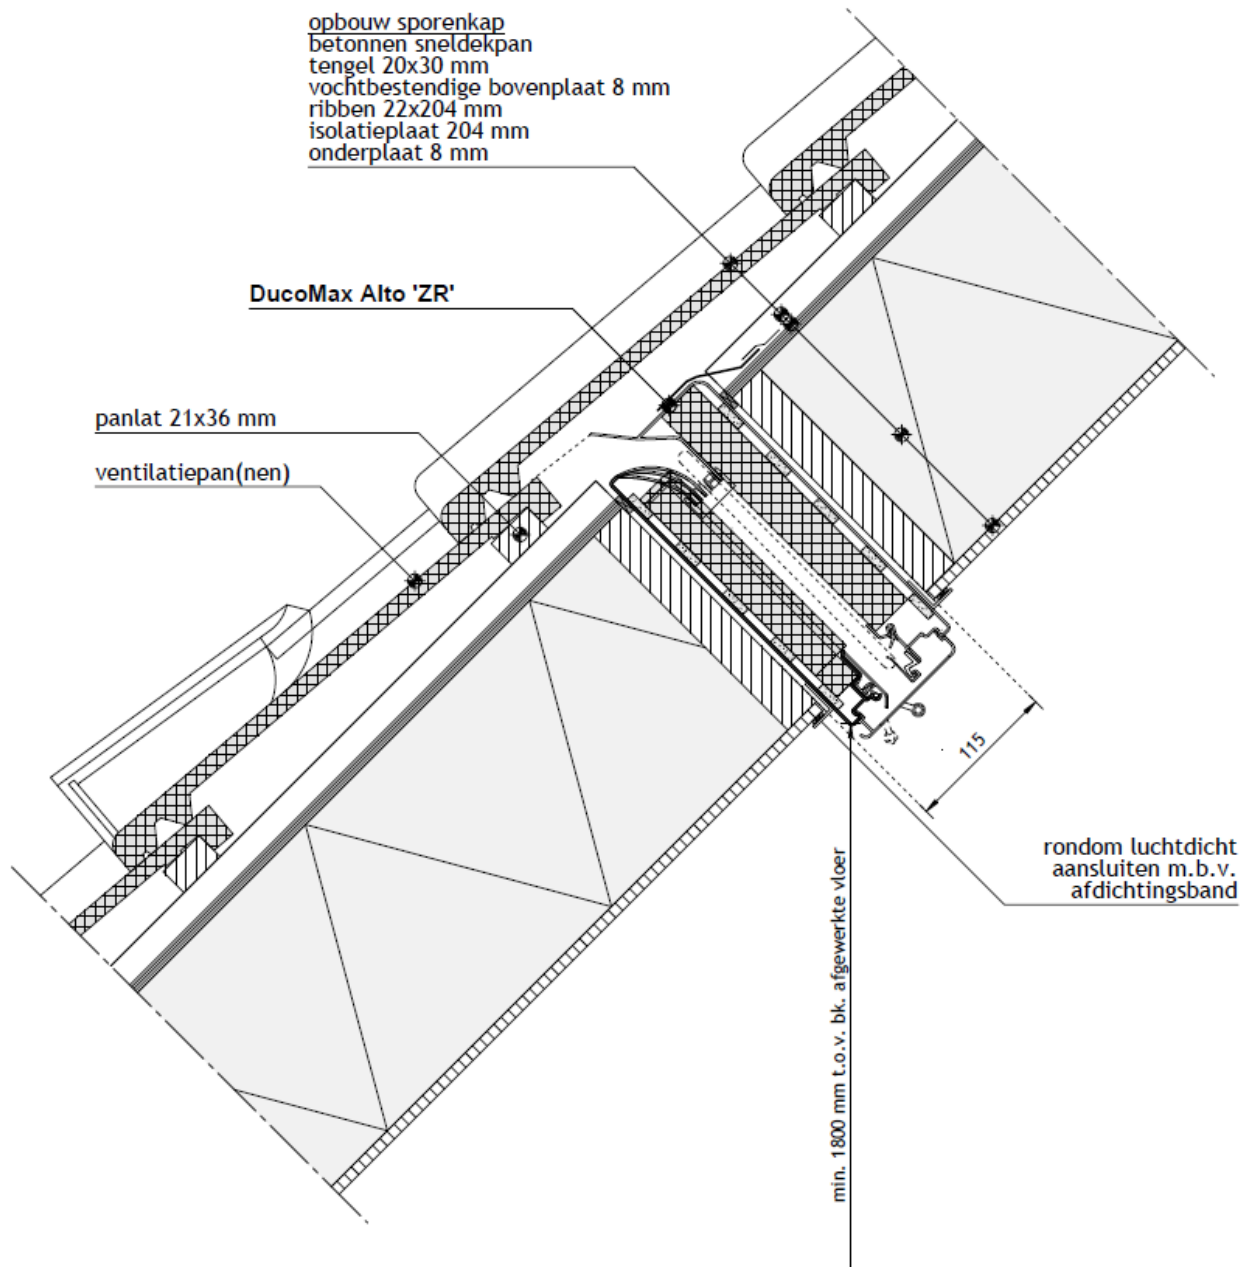 opbouw sporenkap
betonnen sneldekpan
tengel 20x30 mm
vochtbestendige bovenplaat 8 mm
ribben 22x204 mm
isolatieplaat 204 mm
onderplaat 8 mm
DucoMax Alto 'ZR'
panlat 21x36 mm
ventilatiepan(nen)
115
rondom luchtdicht
aansluiten m.b.v.
afdichtingsband
min. 1800 mm t.o.v. bk. afgewerkte vloer